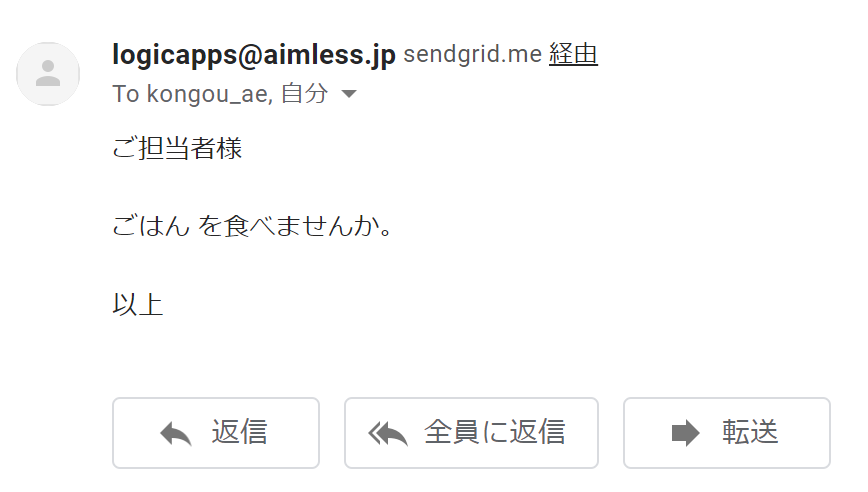 logicapps@aimless.jp sendgrid.me 経由
To kongou_ae, 自分
ご担当者様
ごはん を食べませんか。
以上
返信 全員に返信 転送